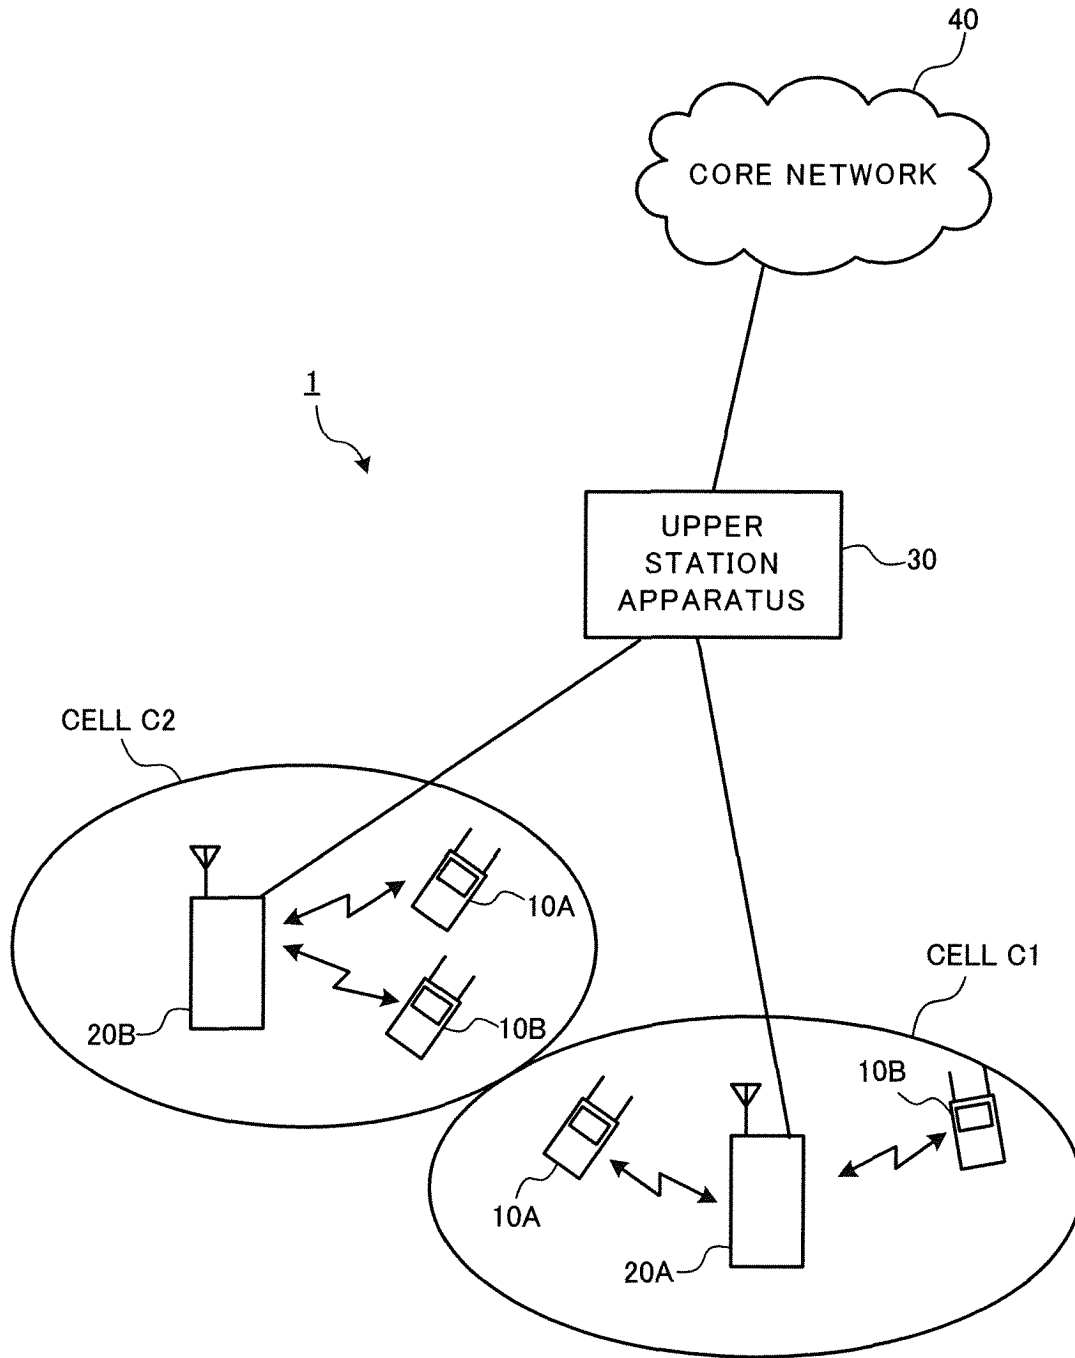 40
CORE NETWORK
1
UPPER
STATION
APPARATUS
30
CELL C2
10A
10B
20B
CELL C1
10B
10A
20A